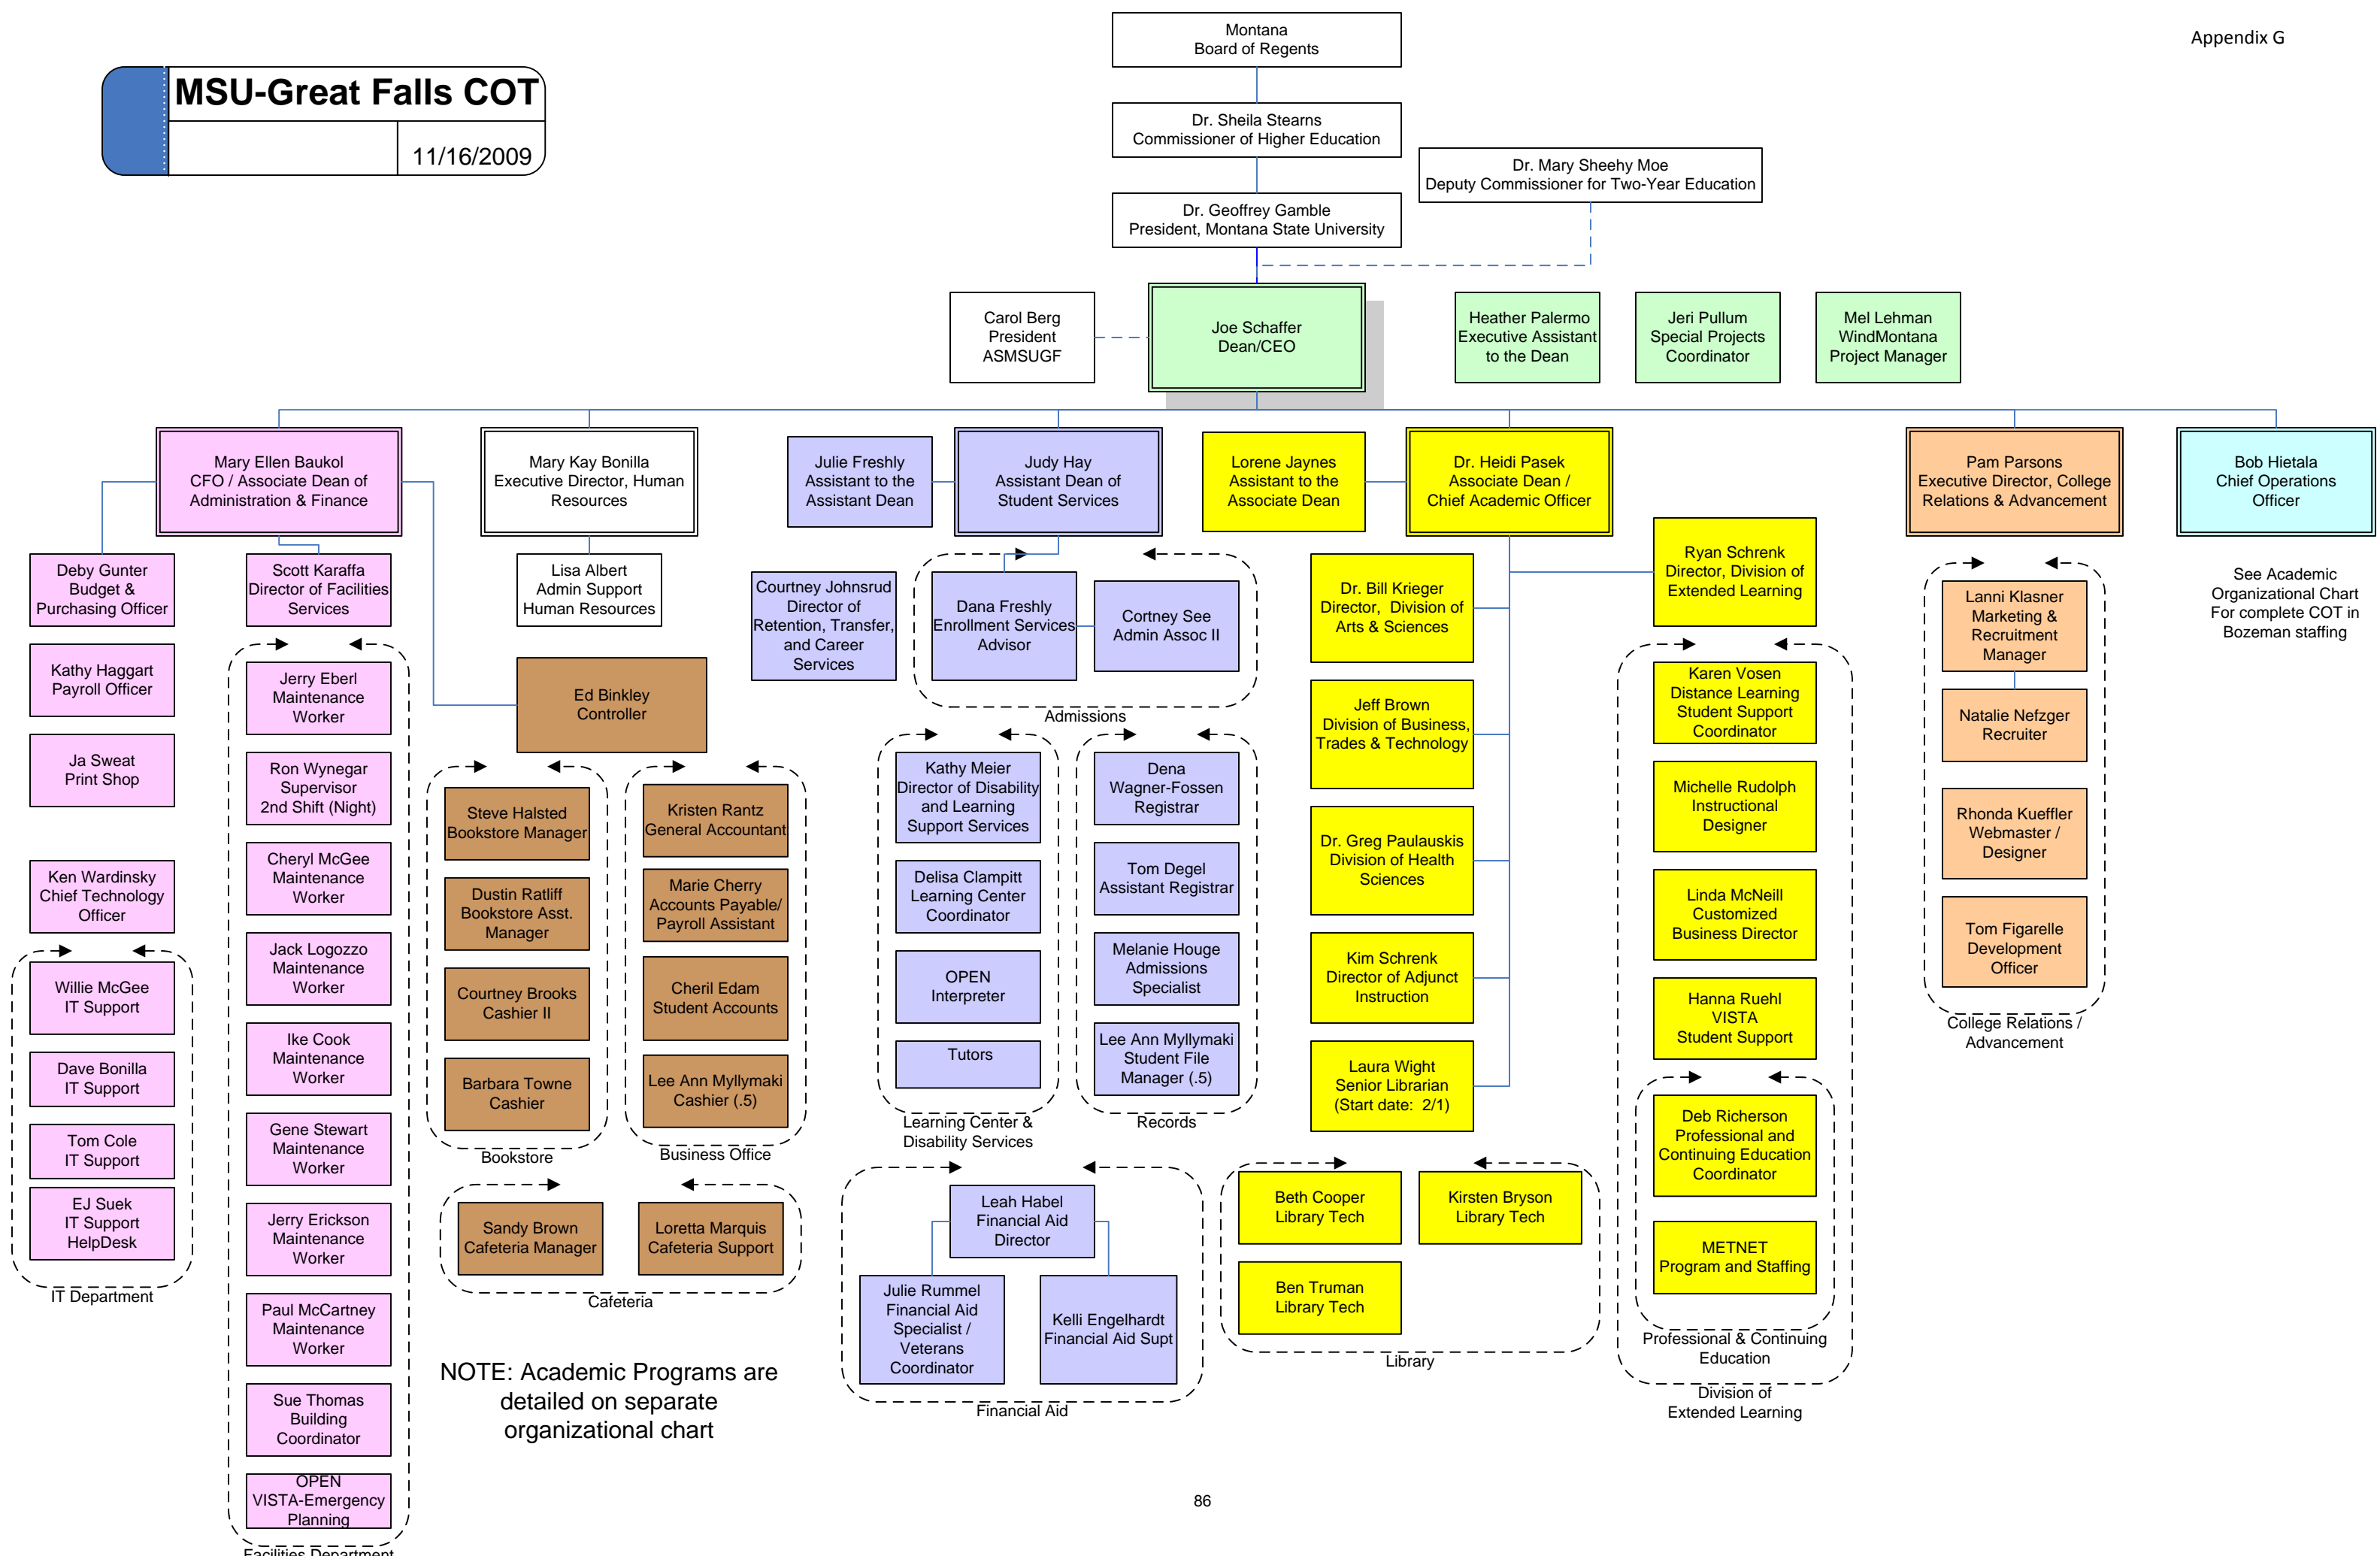 Appendix G
MSU-Great Falls COT
11/16/2009
Montana
Board of Regents
Dr. Sheila Stearns
Commissioner of Higher Education
Dr. Mary Sheehy Moe
Deputy Commissioner for Two-Year Education
Dr. Geoffrey Gamble
President, Montana State University
Carol Berg
President
ASMSUGF
Joe Schaffer
Dean/CEO
Heather Palermo
Executive Assistant
to the Dean
Jeri Pullum
Special Projects
Coordinator
Mel Lehman
WindMontana
Project Manager
Mary Ellen Baukol
CFO / Associate Dean of
Administration & Finance
Mary Kay Bonilla
Executive Director, Human
Resources
Julie Freshly
Assistant to the
Assistant Dean
Judy Hay
Assistant Dean of
Student Services
Lorene Jaynes
Assistant to the
Associate Dean
Dr. Heidi Pasek
Associate Dean /
Chief Academic Officer
Pam Parsons
Executive Director, College
Relations & Advancement
Bob Hietala
Chief Operations
Officer
Deby Gunter
Budget &
Purchasing Officer
Kathy Haggart
Payroll Officer
Ja Sweat
Print Shop
Ken Wardinsky
Chief Technology
Officer
Willie McGee
IT Support
Dave Bonilla
IT Support
Tom Cole
IT Support
EJ Suek
IT Support
HelpDesk
IT Department
Scott Karaffa
Director of Facilities
Services
Jerry Eberl
Maintenance
Worker
Ron Wynegar
Supervisor
2nd Shift (Night)
Cheryl McGee
Maintenance
Worker
Jack Logozzo
Maintenance
Worker
Ike Cook
Maintenance
Worker
Gene Stewart
Maintenance
Worker
Jerry Erickson
Maintenance
Worker
Paul McCartney
Maintenance
Worker
Sue Thomas
Building
Coordinator
OPEN
VISTA-Emergency
Planning
Facilities Department
Lisa Albert
Admin Support
Human Resources
Ed Binkley
Controller
Steve Halsted
Bookstore Manager
Dustin Ratliff
Bookstore Asst.
Manager
Courtney Brooks
Cashier II
Barbara Towne
Cashier
Bookstore
Kristen Rantz
General Accountant
Marie Cherry
Accounts Payable/
Payroll Assistant
Cheril Edam
Student Accounts
Lee Ann Myllymaki
Cashier (.5)
Business Office
Sandy Brown
Cafeteria Manager
Loretta Marquis
Cafeteria Support
Cafeteria
NOTE: Academic Programs are
detailed on separate
organizational chart
Courtney Johnsrud
Director of
Retention, Transfer,
and Career
Services
Dana Freshly
Enrollment Services
Advisor
Cortney See
Admin Assoc II
Admissions
Kathy Meier
Director of Disability
and Learning
Support Services
Delisa Clampitt
Learning Center
Coordinator
OPEN
Interpreter
Tutors
Learning Center &
Disability Services
Dena
Wagner-Fossen
Registrar
Tom Degel
Assistant Registrar
Melanie Houge
Admissions
Specialist
Lee Ann Myllymaki
Student File
Manager (.5)
Records
Leah Habel
Financial Aid
Director
Julie Rummel
Financial Aid
Specialist /
Veterans
Coordinator
Kelli Engelhardt
Financial Aid Supt
Financial Aid
Dr. Bill Krieger
Director, Division of
Arts & Sciences
Jeff Brown
Division of Business,
Trades & Technology
Dr. Greg Paulauskis
Division of Health
Sciences
Kim Schrenk
Director of Adjunct
Instruction
Laura Wight
Senior Librarian
(Start date: 2/1)
Beth Cooper
Library Tech
Kirsten Bryson
Library Tech
Ben Truman
Library Tech
Library
Ryan Schrenk
Director, Division of
Extended Learning
Karen Vosen
Distance Learning
Student Support
Coordinator
Michelle Rudolph
Instructional
Designer
Linda McNeill
Customized
Business Director
Hanna Ruehl
VISTA
Student Support
Deb Richerson
Professional and
Continuing Education
Coordinator
METNET
Program and Staffing
Professional & Continuing
Education
Division of
Extended Learning
Lanni Klasner
Marketing &
Recruitment
Manager
Natalie Nefzger
Recruiter
Rhonda Kueffler
Webmaster /
Designer
Tom Figarelle
Development
Officer
College Relations /
Advancement
See Academic
Organizational Chart
For complete COT in
Bozeman staffing
86